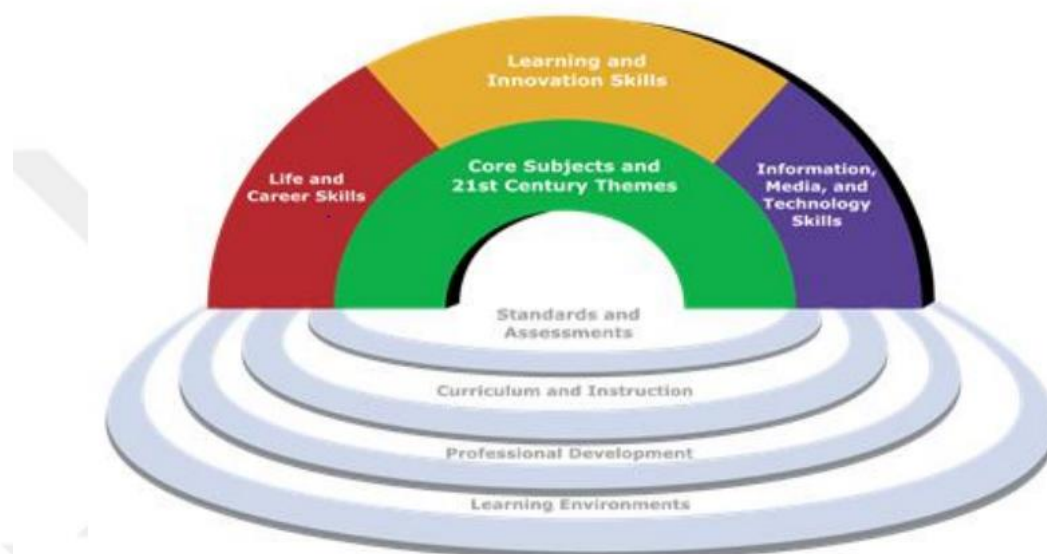 Learning and
Innovation Skills
Core Subjects and
21st Century Themes
Life and
Career Skills
Information,
Media, and
Technology
Skills
Standards and
Assessments
Curriculum and Instruction
Professional Development
Learning Environments